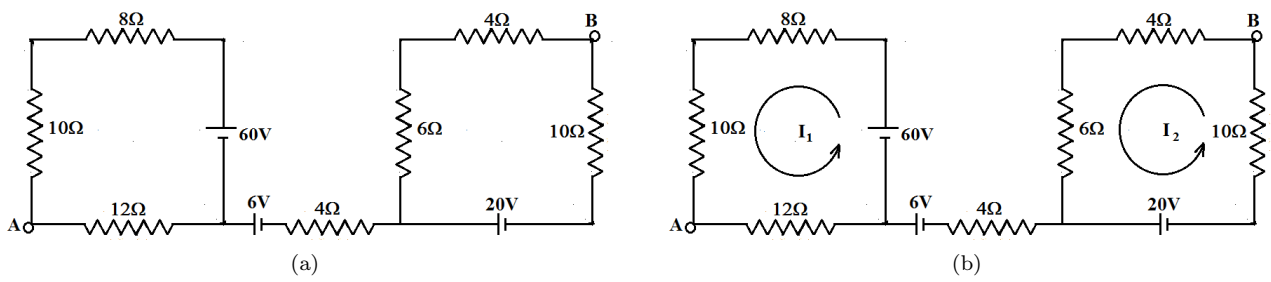 8Ω 4Ω B
10Ω 60V 6Ω 10Ω
A 12Ω 6V 4Ω 20V
(a)
8Ω 4Ω B
10Ω I₁ 60V 6Ω I₂ 10Ω
A 12Ω 6V 4Ω 20V
(b)